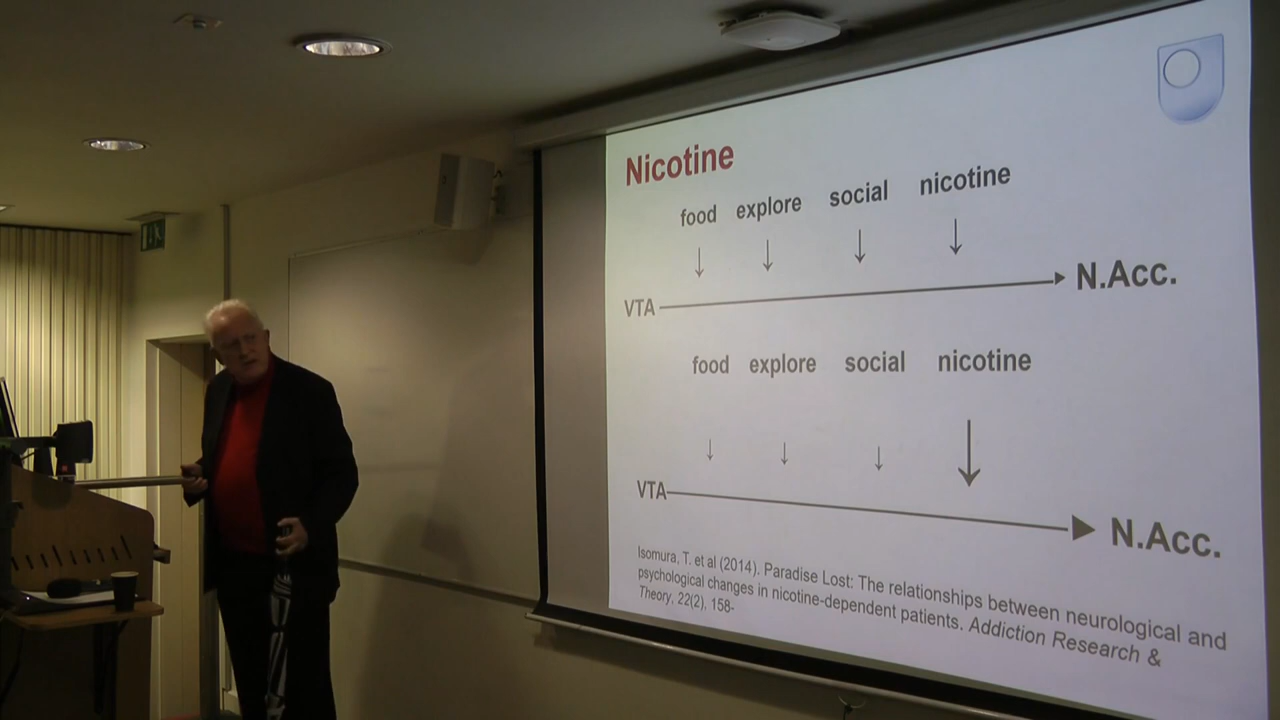 Nicotine
food explore social nicotine
VTA N.Acc.
food explore social nicotine
VTA N.Acc.
Isomura, T. et al (2014). Paradise Lost: The relationships between neurological and
psychological changes in nicotine-dependent patients. Addiction Research &
Theory, 22(2), 158-